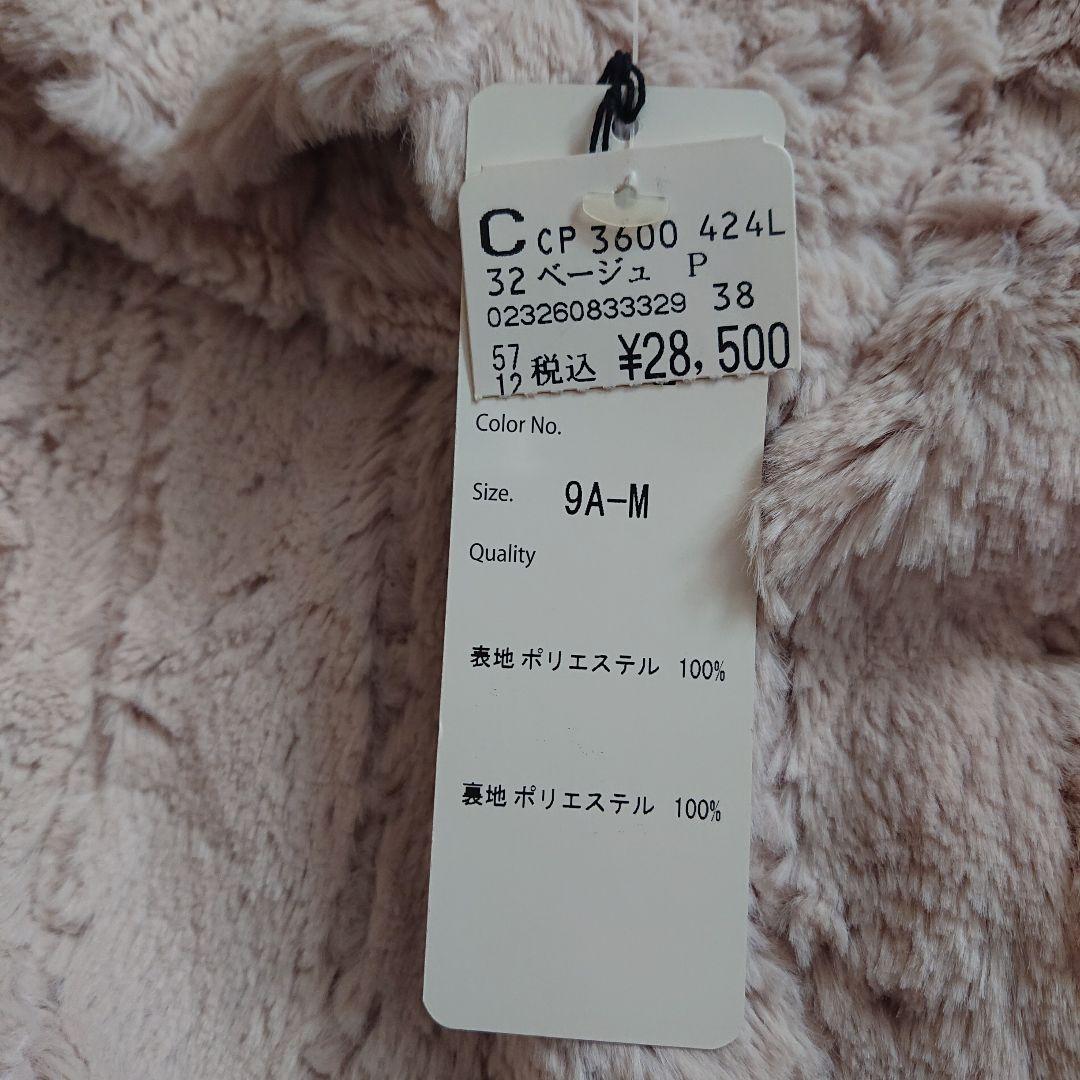 C CP 3600 424L
32 ベージュ P
023260833329 38
57
12 税込 ¥28,500
Color No.
Size. 9A-M
Quality
表地 ポリエステル 100%
裏地 ポリエステル 100%